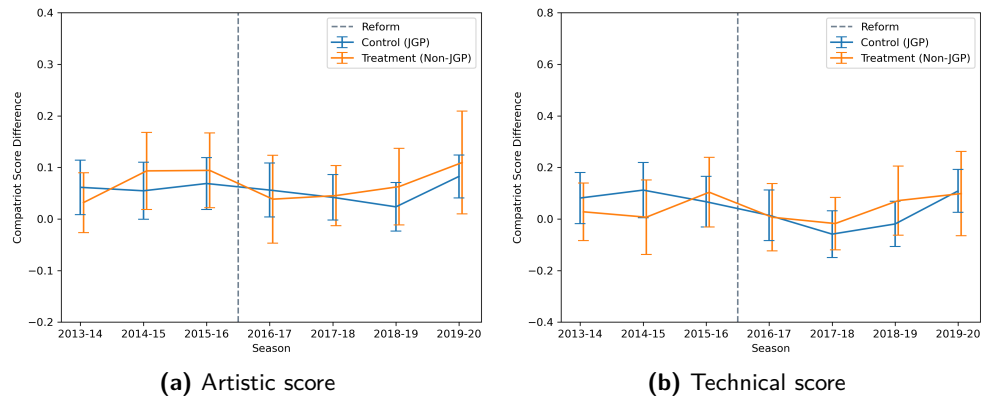 0.4
0.3
0.2
0.1
0.0
−0.1
−0.2
Compatriot Score Difference
Reform
Control (JGP)
Treatment (Non-JGP)
2013-14 2014-15 2015-16 2016-17 2017-18 2018-19 2019-20
Season
(a) Artistic score
0.8
0.6
0.4
0.2
0.0
−0.2
−0.4
Compatriot Score Difference
Reform
Control (JGP)
Treatment (Non-JGP)
2013-14 2014-15 2015-16 2016-17 2017-18 2018-19 2019-20
Season
(b) Technical score